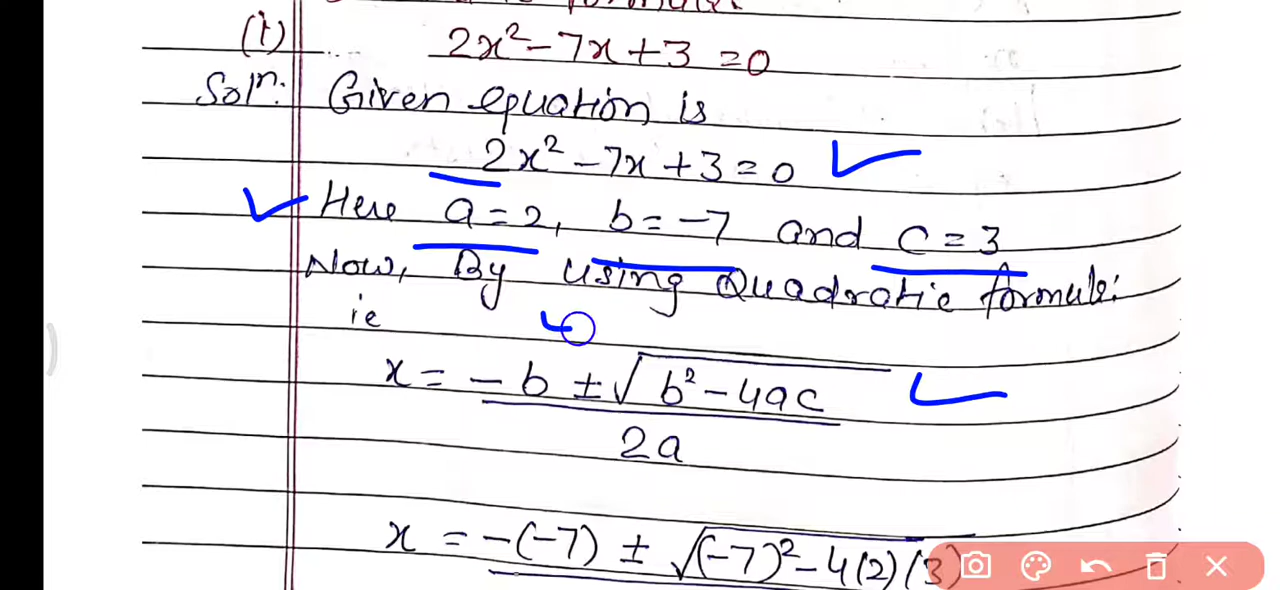 (i) 2x² - 7x + 3 = 0
Solⁿ: Given equation is
2x² - 7x + 3 = 0
Here a = 2, b = -7 and c = 3
Now, By using Quadratic formula:
ie
x = -b ± √b² - 4ac
2a
x = -(-7) ± √(-7)² - 4(2)(3)